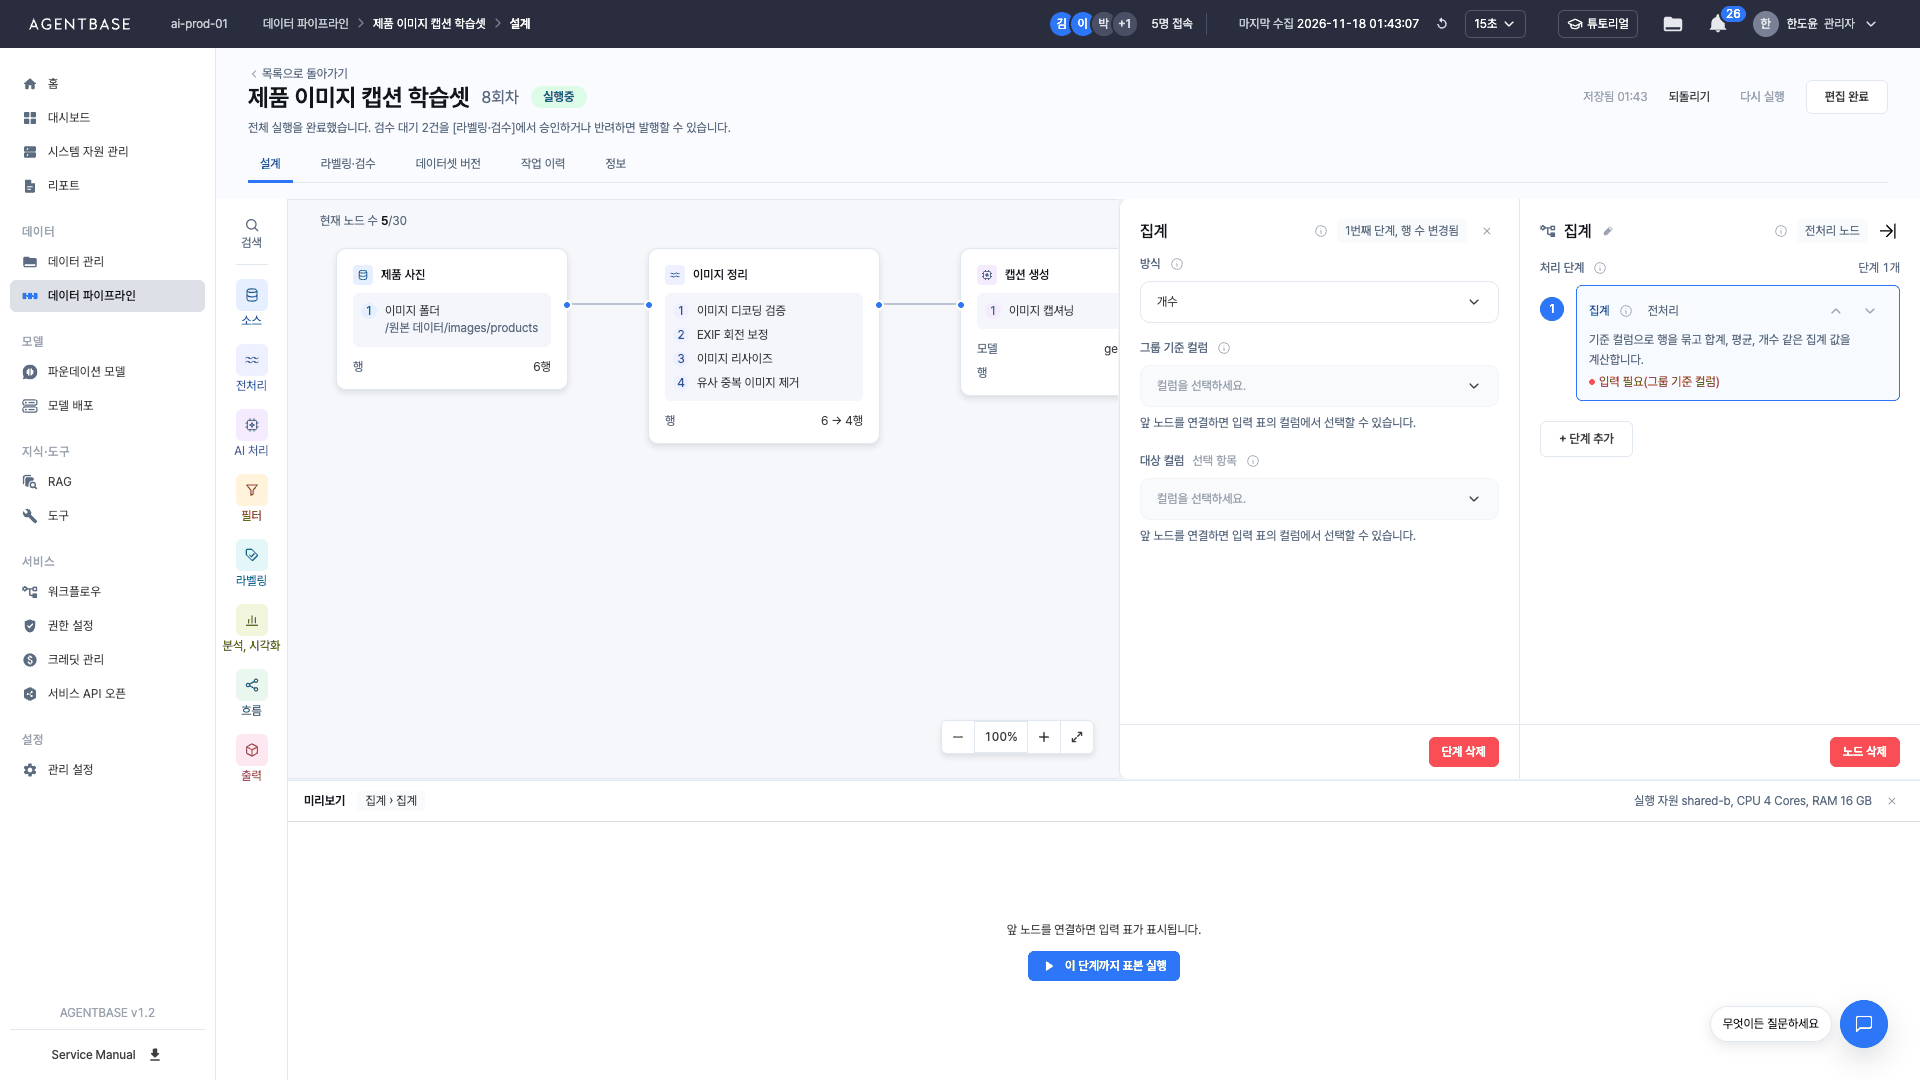 AGENTBASE
ai-prod-01
데이터 파이프라인
제품 이미지 캡션 학습셋
설계
김
이
박
+1
5명 접속
마지막 수집 2026-11-18 01:43:07
15초
튜토리얼
26
한
한도윤 관리자
홈
대시보드
시스템 자원 관리
리포트
데이터
데이터 관리
데이터 파이프라인
모델
파운데이션 모델
모델 배포
지식·도구
RAG
도구
서비스
워크플로우
권한 설정
크레딧 관리
서비스 API 오픈
설정
관리 설정
AGENTBASE v1.2
Service Manual
목록으로 돌아가기
제품 이미지 캡션 학습셋 8회차 실행중
저장됨 01:43
되돌리기
다시 실행
편집 완료
전체 실행을 완료했습니다. 검수 대기 2건을 [라벨링·검수]에서 승인하거나 반려하면 발행할 수 있습니다.
설계
라벨링·검수
데이터셋 버전
작업 이력
정보
검색
소스
전처리
AI 처리
필터
라벨링
분석, 시각화
흐름
출력
현재 노드 수 5/30
제품 사진
1 이미지 폴더
/원본 데이터/images/products
행 6행
이미지 정리
1 이미지 디코딩 검증
2 EXIF 회전 보정
3 이미지 리사이즈
4 유사 중복 이미지 제거
행 6 → 4행
캡션 생성
1 이미지 캡셔닝
모델 ge
행
100%
집계
1번째 단계, 행 수 변경됨
방식
개수
그룹 기준 컬럼
컬럼을 선택하세요.
앞 노드를 연결하면 입력 표의 컬럼에서 선택할 수 있습니다.
대상 컬럼 선택 항목
컬럼을 선택하세요.
앞 노드를 연결하면 입력 표의 컬럼에서 선택할 수 있습니다.
단계 삭제
집계
전처리 노드
처리 단계
단계 1개
1
집계 전처리
기준 컬럼으로 행을 묶고 합계, 평균, 개수 같은 집계 값을
계산합니다.
입력 필요(그룹 기준 컬럼)
+ 단계 추가
노드 삭제
미리보기
집계 › 집계
실행 자원 shared-b, CPU 4 Cores, RAM 16 GB
앞 노드를 연결하면 입력 표가 표시됩니다.
이 단계까지 표본 실행
무엇이든 질문하세요